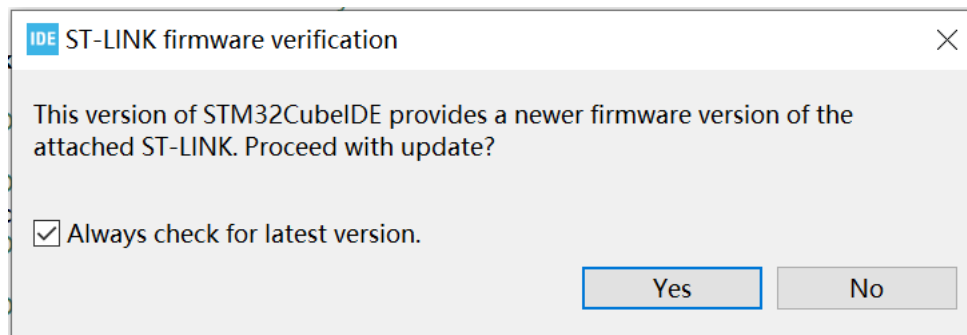 IDE ST-LINK firmware verification
This version of STM32CubeIDE provides a newer firmware version of the
attached ST-LINK. Proceed with update?
Always check for latest version.
Yes No